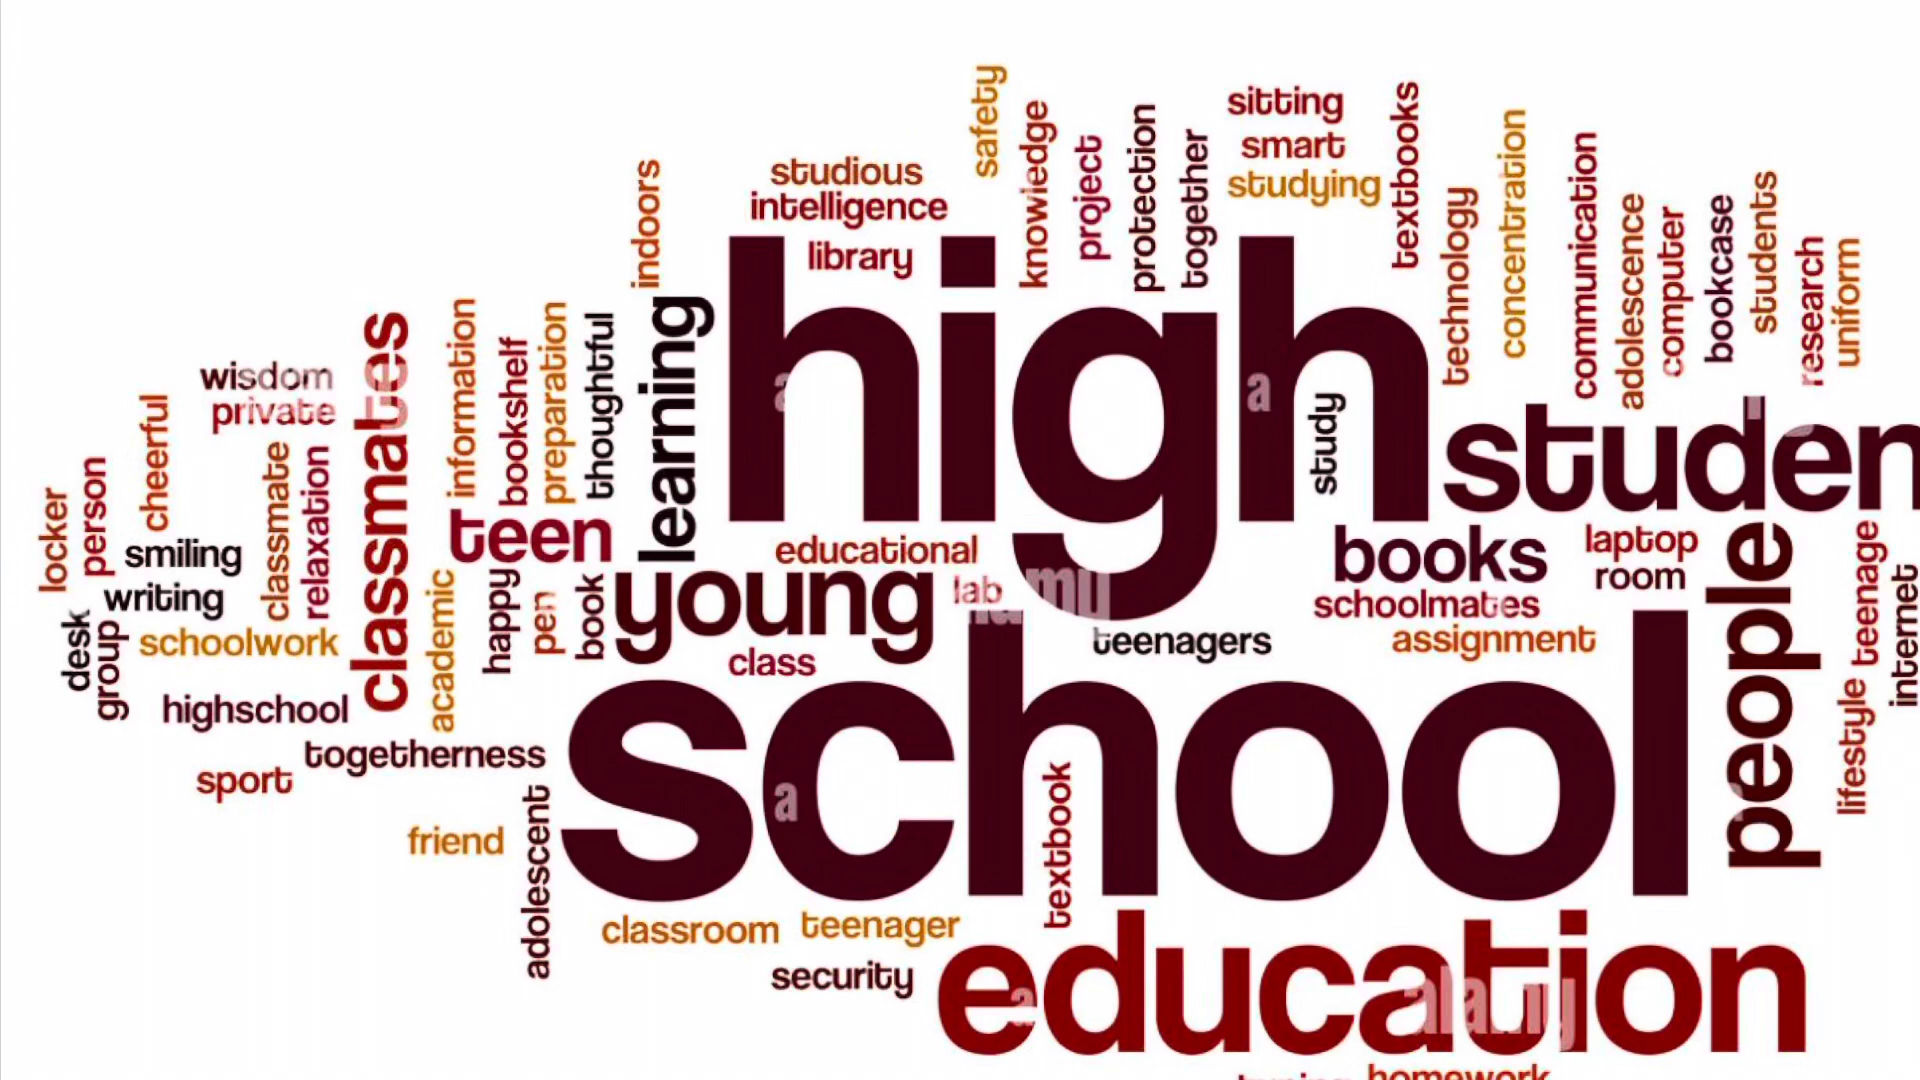 safety
knowledge
project
protection
together
sitting
smart
studying
textbooks
technology
concentration
communication
adolescence
computer
bookcase
students
research
uniform
indoors
studious
intelligence
library
high
study
learning
information
bookshelf
preparation
thoughtful
wisdom
private
classmates
cheerful
classmate
relaxation
locker
person
smiling
writing
schoolwork
desk
group
highschool
academic
teen
happy
pen
book
young
educational
lab
class
teenagers
studen
books
laptop
room
schoolmates
assignment
people
teenage
internet
lifestyle
togetherness
sport
friend
adolescent
school
textbook
classroom
teenager
security
education
homework
a
a
a
a
alamy